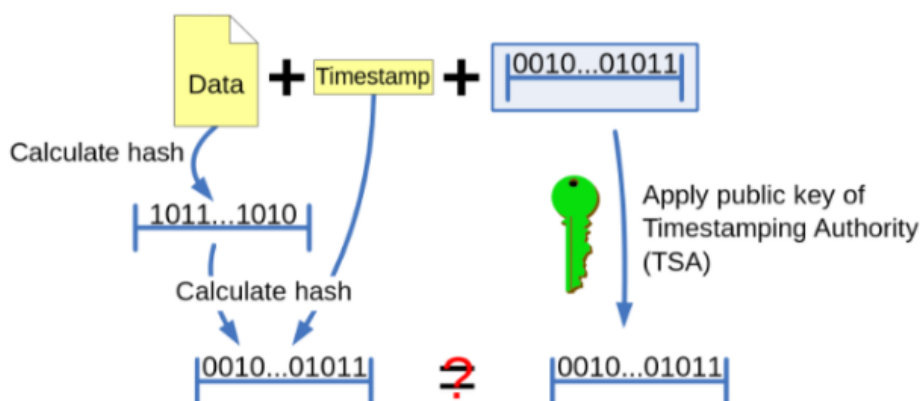 Data
+
Timestamp
+
0010...01011
Calculate hash
1011...1010
Apply public key of
Timestamping Authority
(TSA)
Calculate hash
0010...01011
=
?
0010...01011